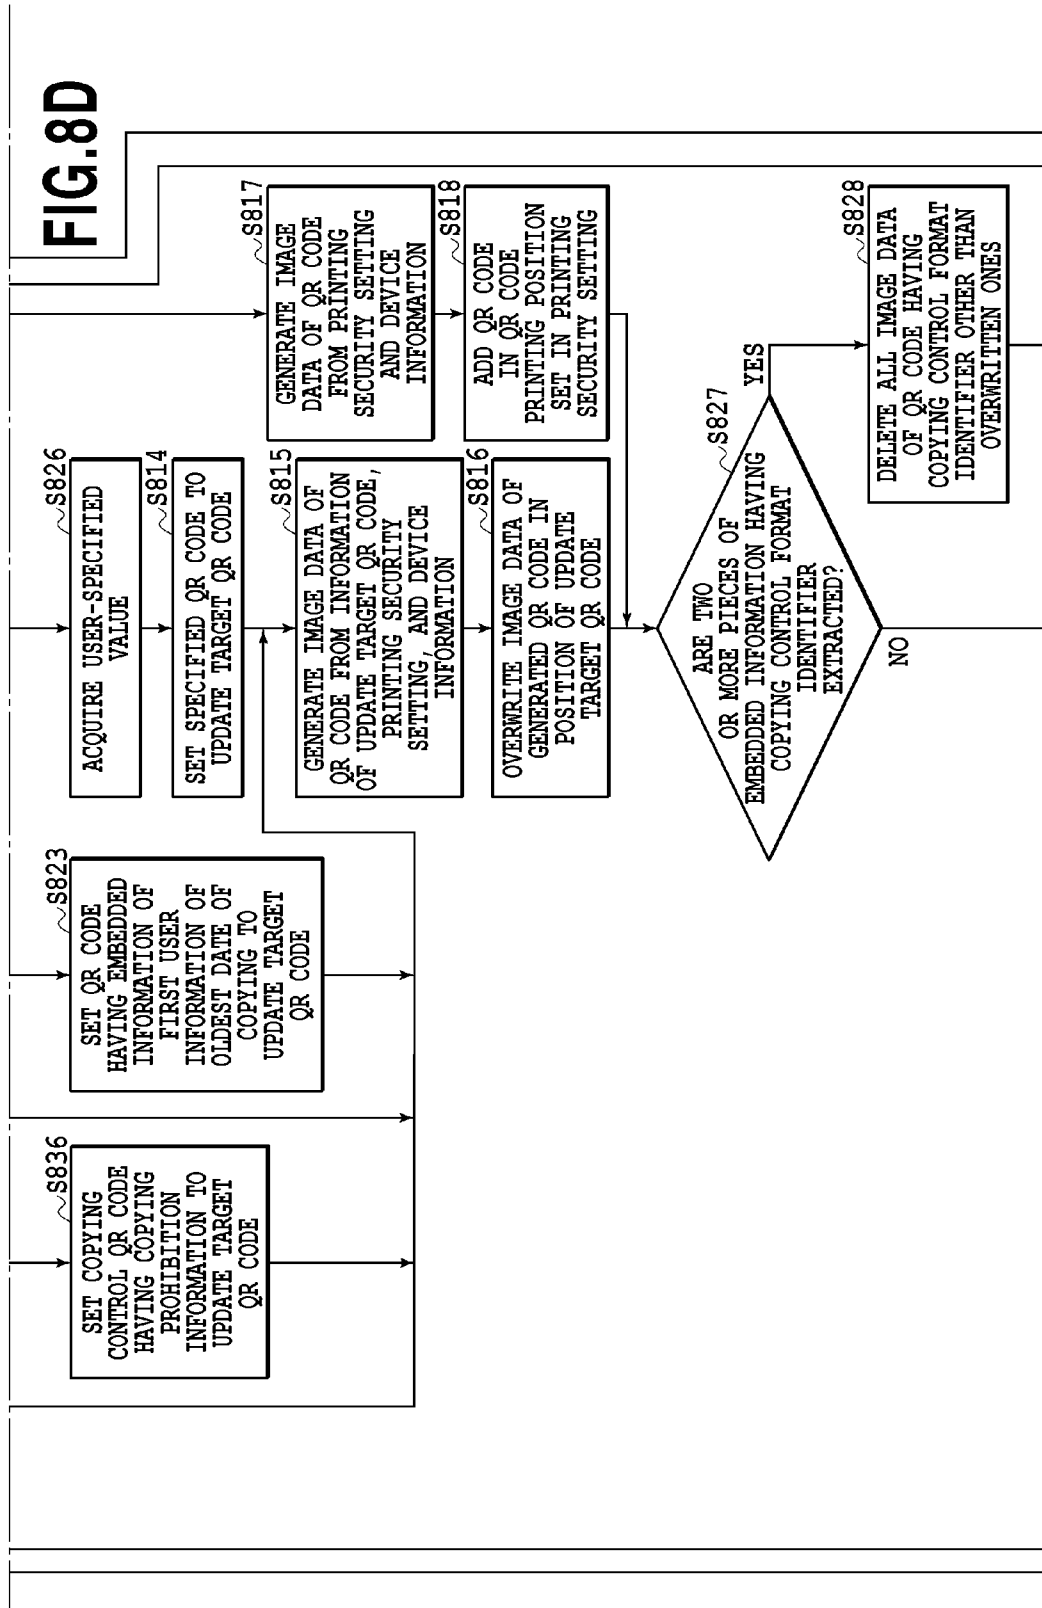 FIG.8D
S836
SET COPYING
CONTROL QR CODE
HAVING COPYING
PROHIBITION
INFORMATION TO
UPDATE TARGET
QR CODE
S823
SET QR CODE
HAVING EMBEDDED
INFORMATION OF
FIRST USER
INFORMATION OF
OLDEST DATE OF
COPYING TO
UPDATE TARGET
QR CODE
S826
ACQUIRE USER-SPECIFIED
VALUE
S814
SET SPECIFIED QR CODE TO
UPDATE TARGET QR CODE
S815
GENERATE IMAGE DATA OF
QR CODE FROM INFORMATION
OF UPDATE TARGET QR CODE,
PRINTING SECURITY
SETTING, AND DEVICE
INFORMATION
S816
OVERWRITE IMAGE DATA OF
GENERATED QR CODE IN
POSITION OF UPDATE
TARGET QR CODE
S817
GENERATE IMAGE
DATA OF QR CODE
FROM PRINTING
SECURITY SETTING
AND DEVICE
INFORMATION
S818
ADD QR CODE
IN QR CODE
PRINTING POSITION
SET IN PRINTING
SECURITY SETTING
S827
ARE TWO
OR MORE PIECES OF
EMBEDDED INFORMATION HAVING
COPYING CONTROL FORMAT
IDENTIFIER
EXTRACTED?
YES
NO
S828
DELETE ALL IMAGE DATA
OF QR CODE HAVING
COPYING CONTROL FORMAT
IDENTIFIER OTHER THAN
OVERWRITTEN ONES